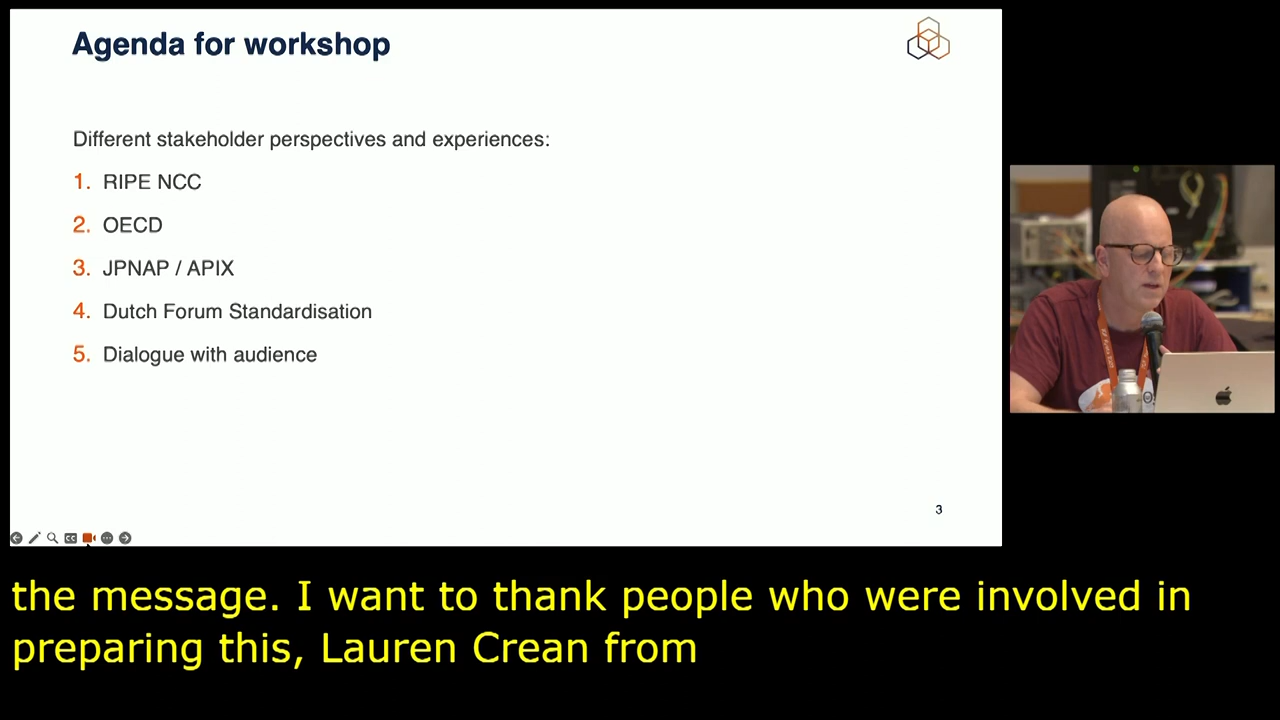 Agenda for workshop
Different stakeholder perspectives and experiences:
1. RIPE NCC
2. OECD
3. JPNAP / APIX
4. Dutch Forum Standardisation
5. Dialogue with audience
3
the message. I want to thank people who were involved in
preparing this, Lauren Crean from